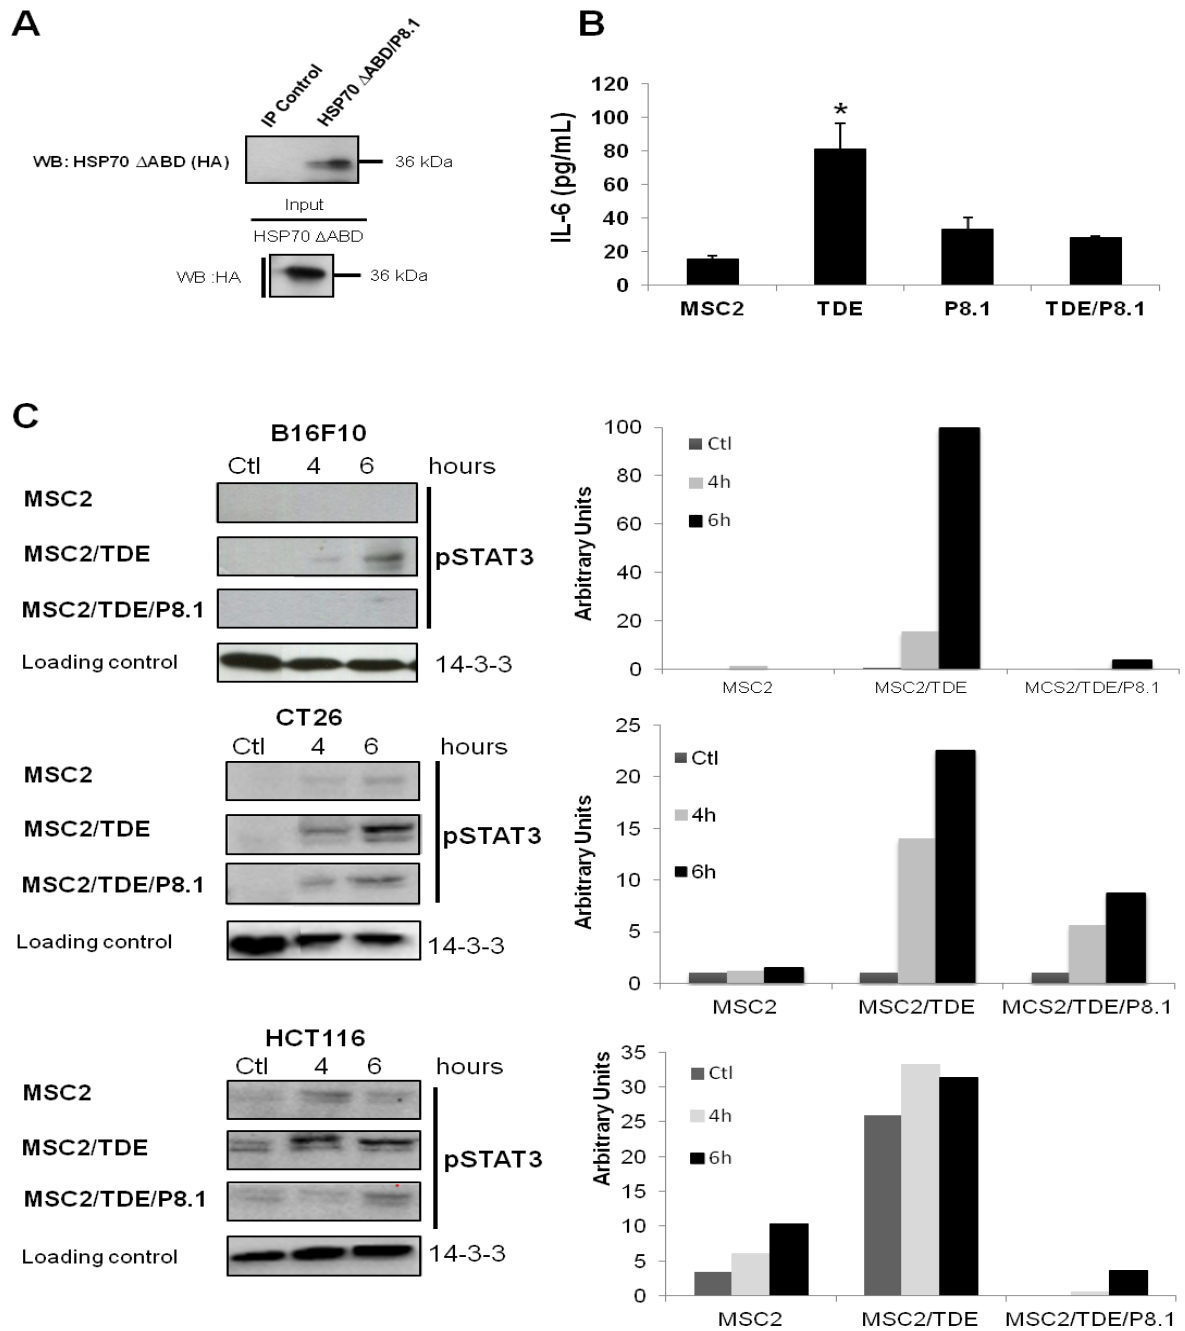 A
IP Control
HSP70 ΔABD/P8.1
WB: HSP70 ΔABD (HA)
36 kDa
Input
HSP70 ΔABD
WB :HA
36 kDa
B
IL-6 (pg/mL)
120
100
80
60
40
20
0
*
MSC2 TDE P8.1 TDE/P8.1
C
B16F10
Ctl 4 6 hours
MSC2
MSC2/TDE
MSC2/TDE/P8.1
pSTAT3
Loading control
14-3-3
Arbitrary Units
100
80
60
40
20
0
Ctl
4h
6h
MSC2 MSC2/TDE MCS2/TDE/P8.1
CT26
Ctl 4 6 hours
MSC2
MSC2/TDE
MSC2/TDE/P8.1
pSTAT3
Loading control
14-3-3
Arbitrary Units
25
20
15
10
5
0
Ctl
4h
6h
MSC2 MSC2/TDE MCS2/TDE/P8.1
HCT116
Ctl 4 6 hours
MSC2
MSC2/TDE
MSC2/TDE/P8.1
pSTAT3
Loading control
14-3-3
Arbitrary Units
35
30
25
20
15
10
5
0
Ctl
4h
6h
MSC2 MSC2/TDE MSC2/TDE/P8.1